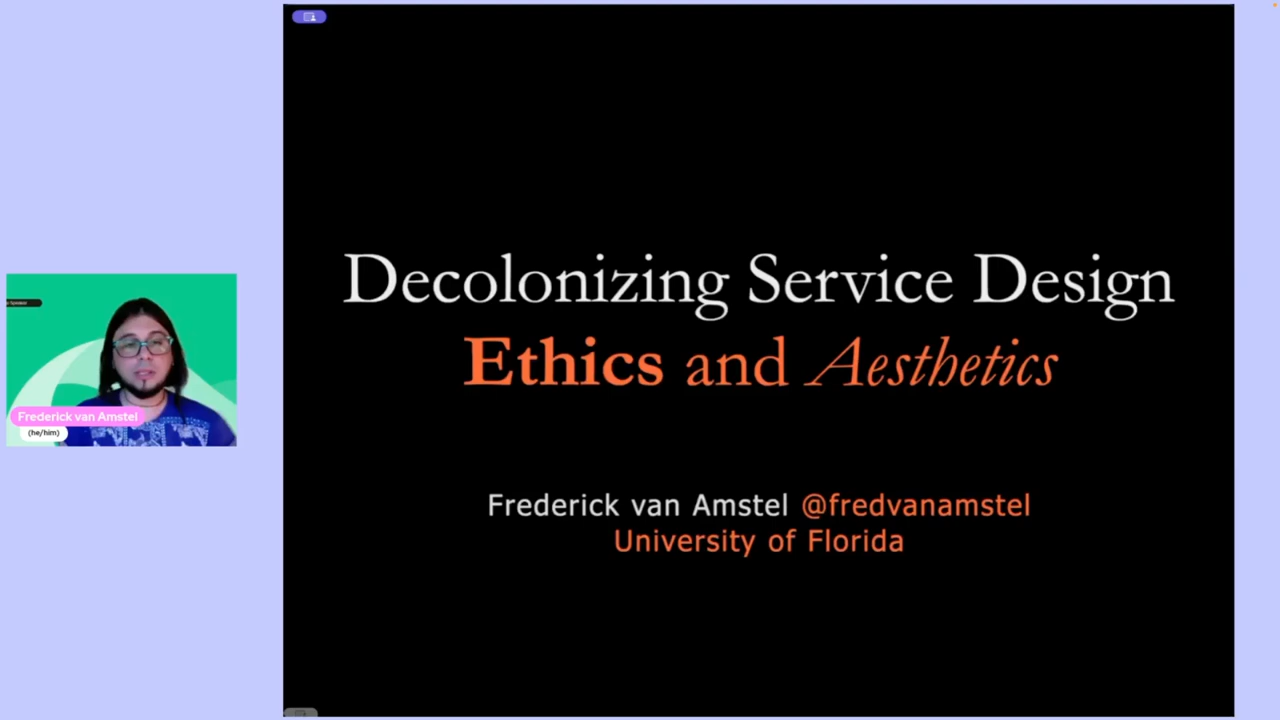 Decolonizing Service Design
Ethics and Aesthetics
Frederick van Amstel @fredvanamstel
University of Florida
Frederick van Amstel
(he/him)